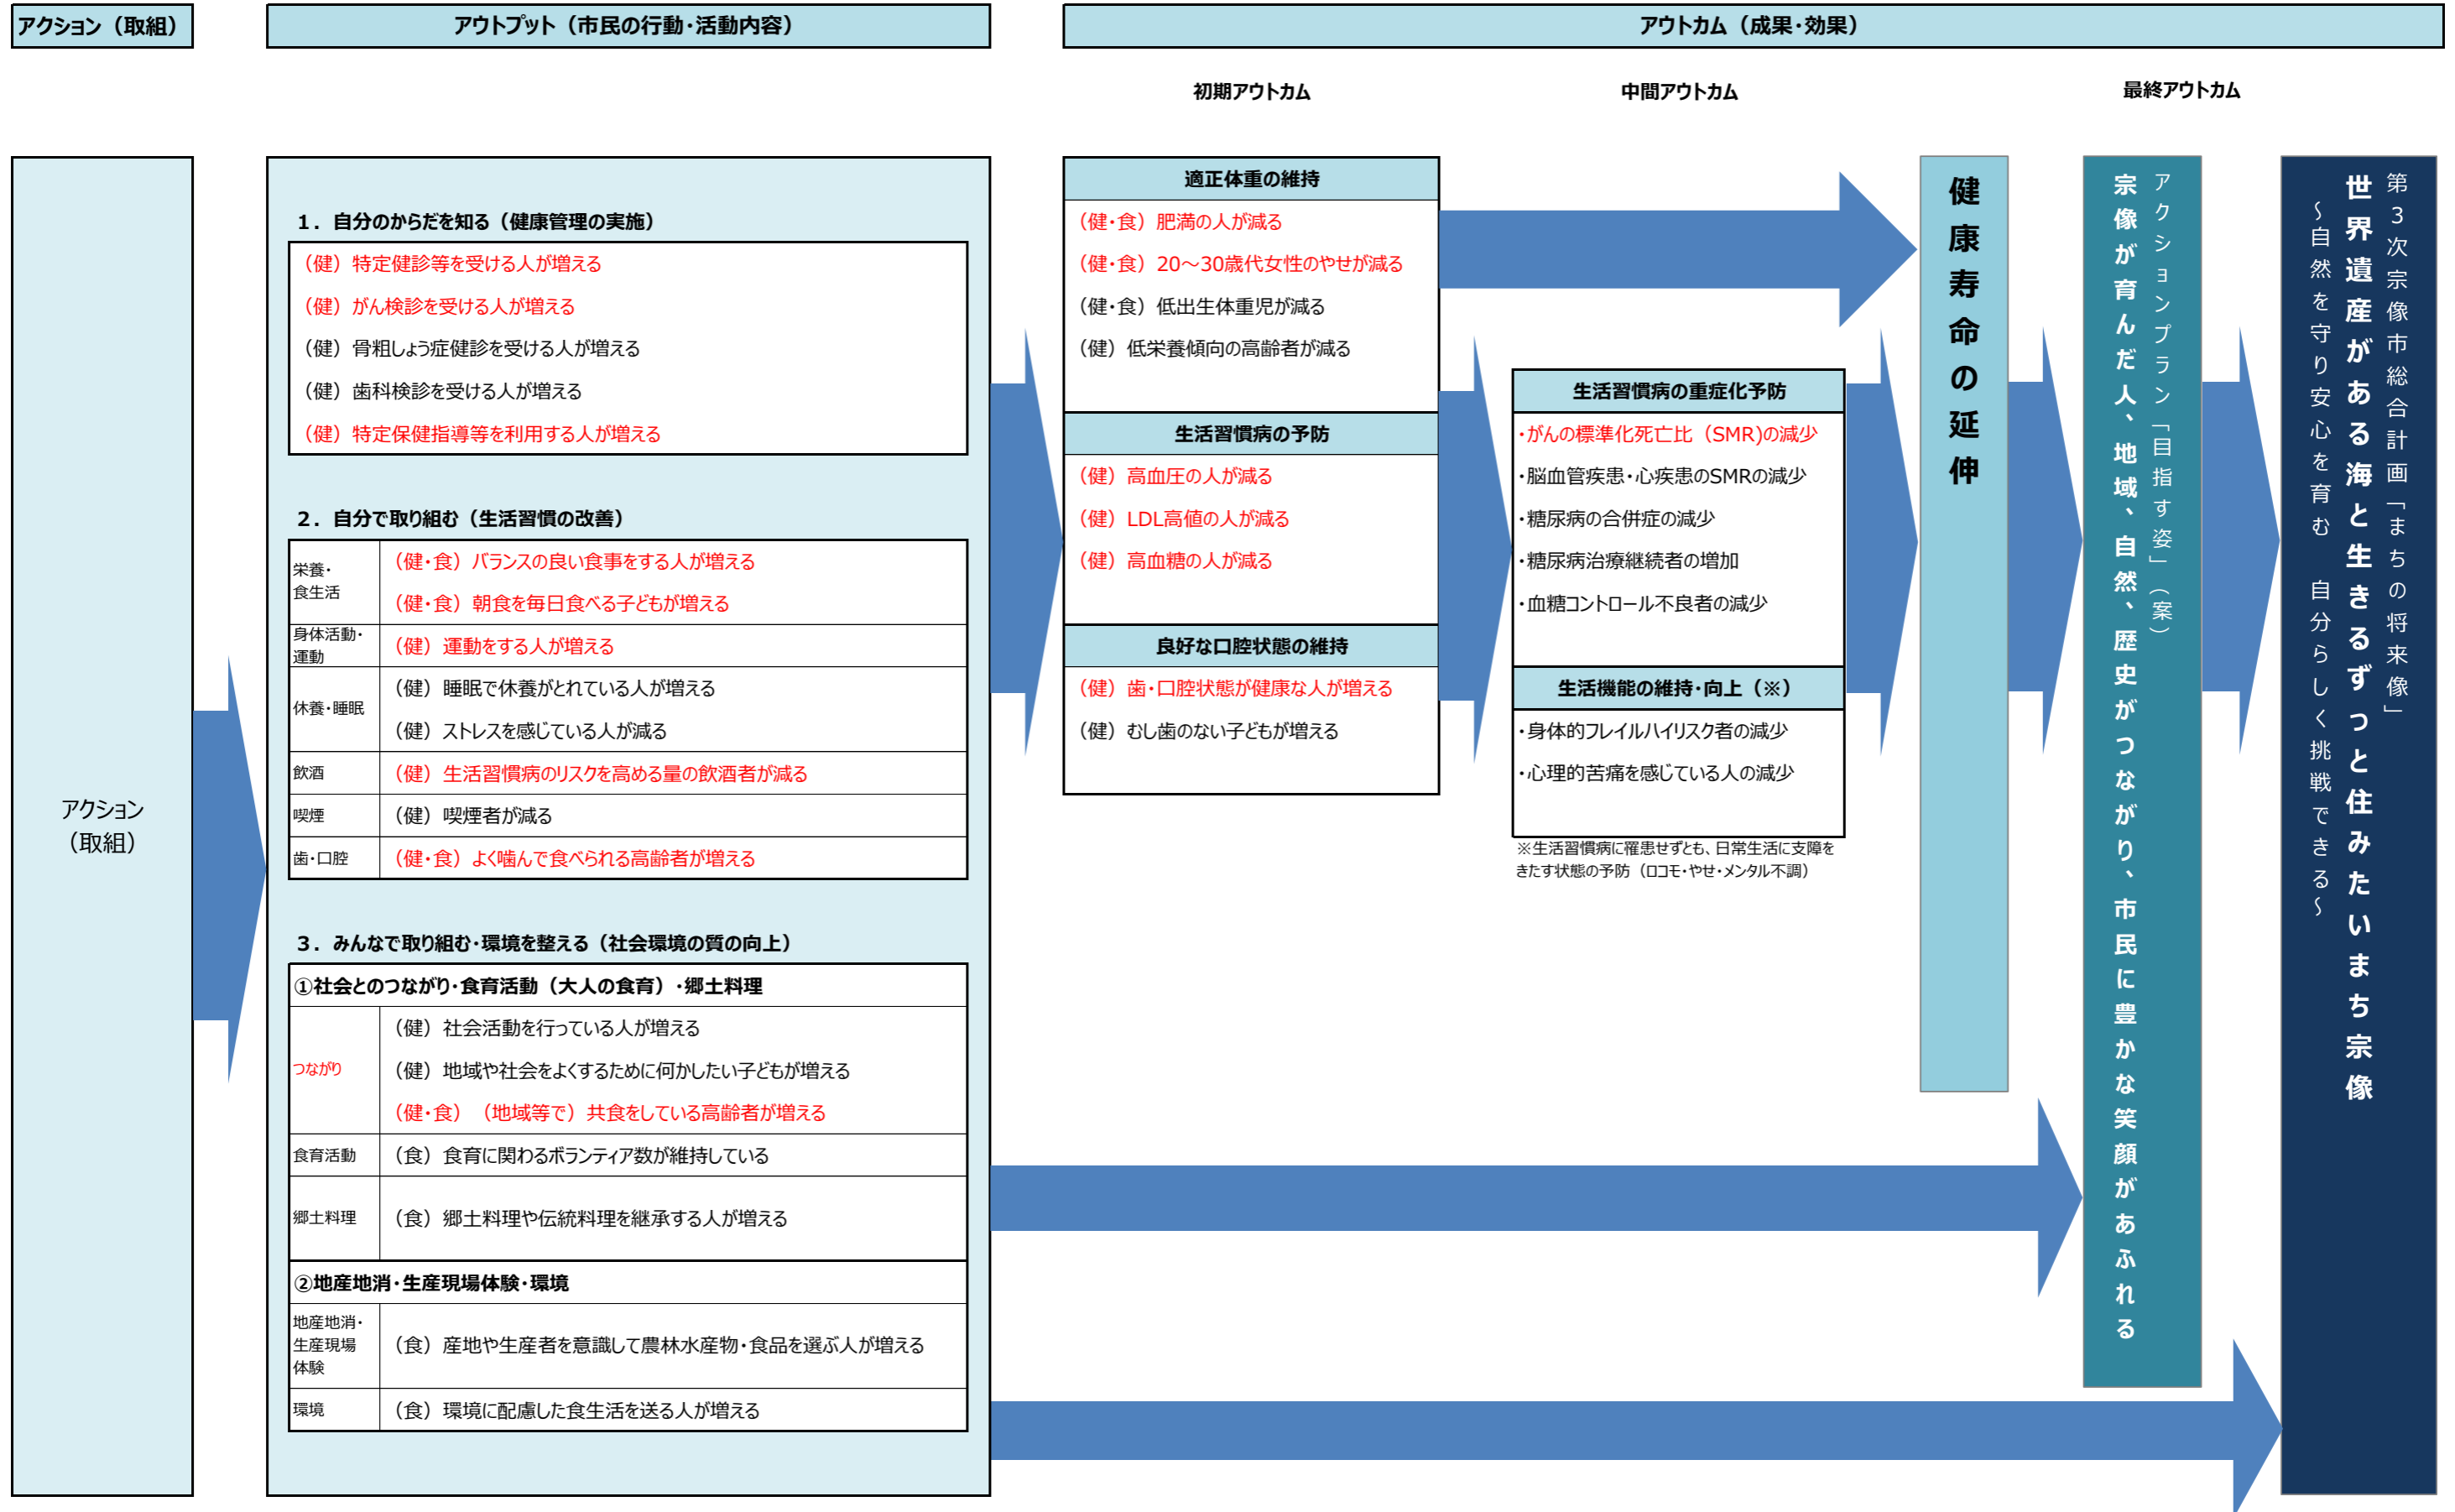 アクション（取組）
アウトプット（市民の行動・活動内容）
アウトカム（成果・効果）
初期アウトカム
中間アウトカム
最終アウトカム
アクション
（取組）
１．自分のからだを知る（健康管理の実施）
（健）特定健診等を受ける人が増える
（健）がん検診を受ける人が増える
（健）骨粗しょう症健診を受ける人が増える
（健）歯科検診を受ける人が増える
（健）特定保健指導等を利用する人が増える
２．自分で取り組む（生活習慣の改善）
栄養・
食生活
（健・食）バランスの良い食事をする人が増える
（健・食）朝食を毎日食べる子どもが増える
身体活動・
運動
（健）運動をする人が増える
休養・睡眠
（健）睡眠で休養がとれている人が増える
（健）ストレスを感じている人が減る
飲酒
（健）生活習慣病のリスクを高める量の飲酒者が減る
喫煙
（健）喫煙者が減る
歯・口腔
（健・食）よく噛んで食べられる高齢者が増える
３．みんなで取り組む・環境を整える（社会環境の質の向上）
①社会とのつながり・食育活動（大人の食育）・郷土料理
つながり
（健）社会活動を行っている人が増える
（健）地域や社会をよくするために何かしたい子どもが増える
（健・食）（地域等で）共食をしている高齢者が増える
食育活動
（食）食育に関わるボランティア数が維持している
郷土料理
（食）郷土料理や伝統料理を継承する人が増える
②地産地消・生産現場体験・環境
地産地消・
生産現場
体験
（食）産地や生産者を意識して農林水産物・食品を選ぶ人が増える
環境
（食）環境に配慮した食生活を送る人が増える
適正体重の維持
（健・食）肥満の人が減る
（健・食）20～30歳代女性のやせが減る
（健・食）低出生体重児が減る
（健）低栄養傾向の高齢者が減る
生活習慣病の予防
（健）高血圧の人が減る
（健）LDL高値の人が減る
（健）高血糖の人が減る
良好な口腔状態の維持
（健）歯・口腔状態が健康な人が増える
（健）むし歯のない子どもが増える
生活習慣病の重症化予防
・がんの標準化死亡比（SMR)の減少
・脳血管疾患・心疾患のSMRの減少
・糖尿病の合併症の減少
・糖尿病治療継続者の増加
・血糖コントロール不良者の減少
生活機能の維持・向上（※）
・身体的フレイルハイリスク者の減少
・心理的苦痛を感じている人の減少
※生活習慣病に罹患せずとも、日常生活に支障を
きたす状態の予防（ロコモ・やせ・メンタル不調）
健康寿命の延伸
アクションプラン「目指す姿」（案）
宗像が育んだ人、地域、自然、歴史がつながり、市民に豊かな笑顔があふれる
第３次宗像市総合計画「まちの将来像」
世界遺産がある海と生きるずっと住みたいまち宗像
～自然を守り安心を育む　自分らしく挑戦できる～